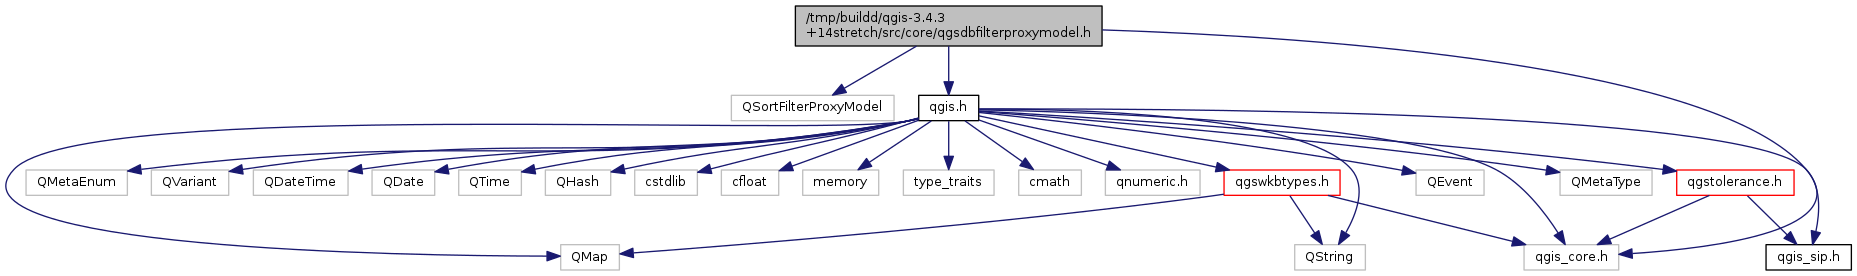 /tmp/buildd/qgis-3.4.3
+14stretch/src/core/qgsdbfilterproxymodel.h
QSortFilterProxyModel
qgis.h
QMetaEnum
QVariant
QDateTime
QDate
QTime
QHash
cstdlib
cfloat
memory
type_traits
cmath
qnumeric.h
qgswkbtypes.h
QEvent
QMetaType
qgstolerance.h
QMap
QString
qgis_core.h
qgis_sip.h